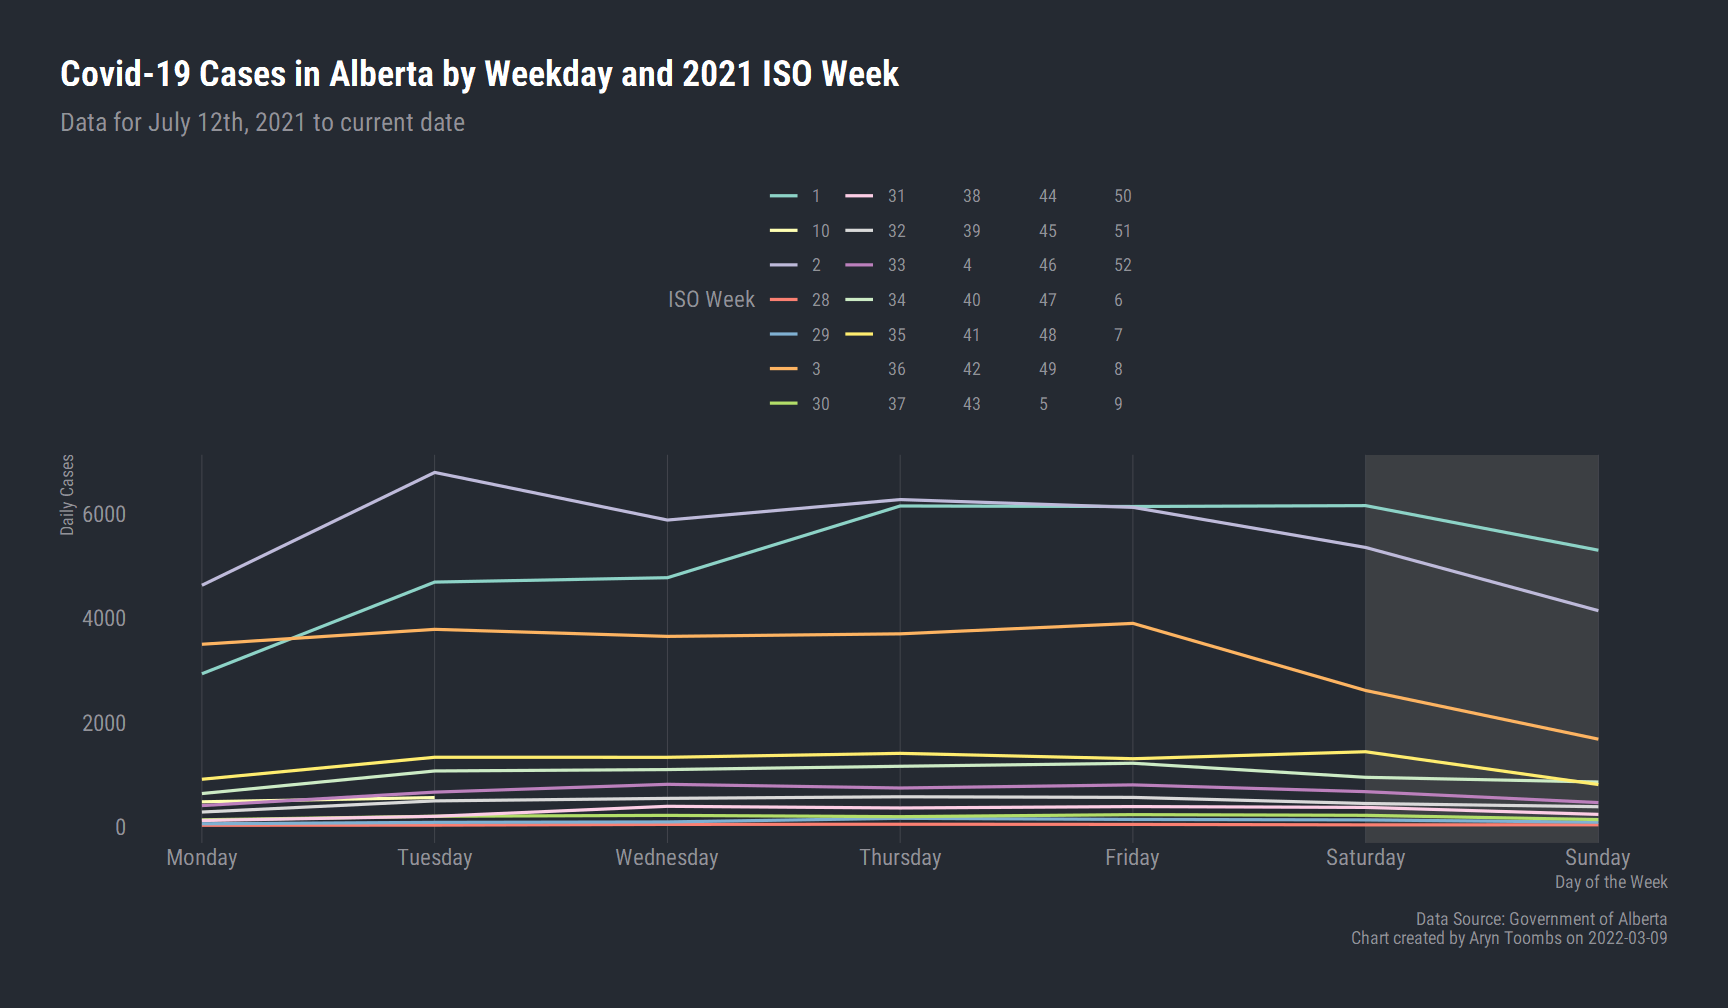 Covid-19 Cases in Alberta by Weekday and 2021 ISO Week
Data for July 12th, 2021 to current date
1 31 38 44 50
10 32 39 45 51
2 33 4 46 52
ISO Week 28 34 40 47 6
29 35 41 48 7
3 36 42 49 8
30 37 43 5 9
Daily Cases
6000
4000
2000
0
Monday Tuesday Wednesday Thursday Friday Saturday Sunday
Day of the Week
Data Source: Government of Alberta
Chart created by Aryn Toombs on 2022-03-09